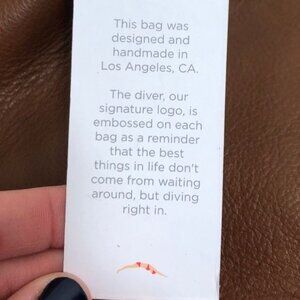 This bag was
designed and
handmade in
Los Angeles, CA.
The diver, our
signature logo, is
embossed on each
bag as a reminder
that the best
things in life don't
come from waiting
around, but diving
right in.